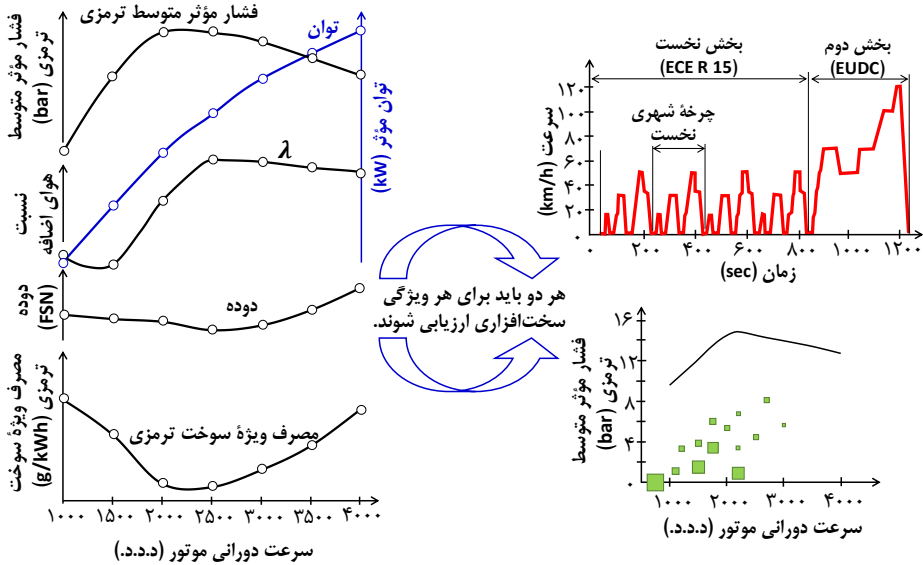 فشار مؤثر متوسط ترمزی
توان
فشار مؤثر متوسط
ترمزی (bar)
توان مؤثر (kW)
λ
نسبت
هوای اضافه
دوده
(FSN)
دوده
مصرف ویژۀ سوخت
ترمزی (g/kWh)
مصرف ویژۀ سوخت ترمزی
۱۰۰۰ ۱۵۰۰ ۲۰۰۰ ۲۵۰۰ ۳۰۰۰ ۳۵۰۰ ۴۰۰۰
سرعت دورانی موتور (د.د.د.)
هر دو باید برای هر ویژگی
سخت‌افزاری ارزیابی شوند.
بخش نخست
(ECE R 15)
بخش دوم
(EUDC)
چرخۀ شهری
نخست
سرعت (km/h)
۱۲۰
۱۰۰
۸۰
۶۰
۴۰
۲۰
۰
۰ ۲۰۰ ۴۰۰ ۶۰۰ ۸۰۰ ۱۰۰۰ ۱۲۰۰
زمان (sec)
فشار مؤثر متوسط
ترمزی (bar)
۱۶
۱۲
۸
۴
۰
۱۰۰۰ ۲۰۰۰ ۳۰۰۰ ۴۰۰۰
سرعت دورانی موتور (د.د.د.)